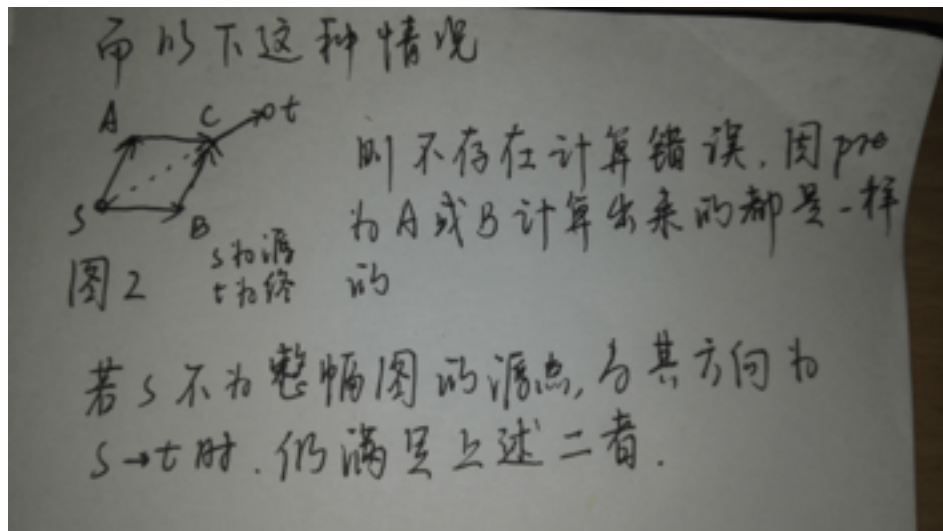 而以下这种情况
A C t
S B
则不存在计算错误,因pre
为A或B计算出来的都是一样
的
s为源
t为终
图2
若s不为整幅图的源点,与其方向为
s→t时.仍满足上述二者.